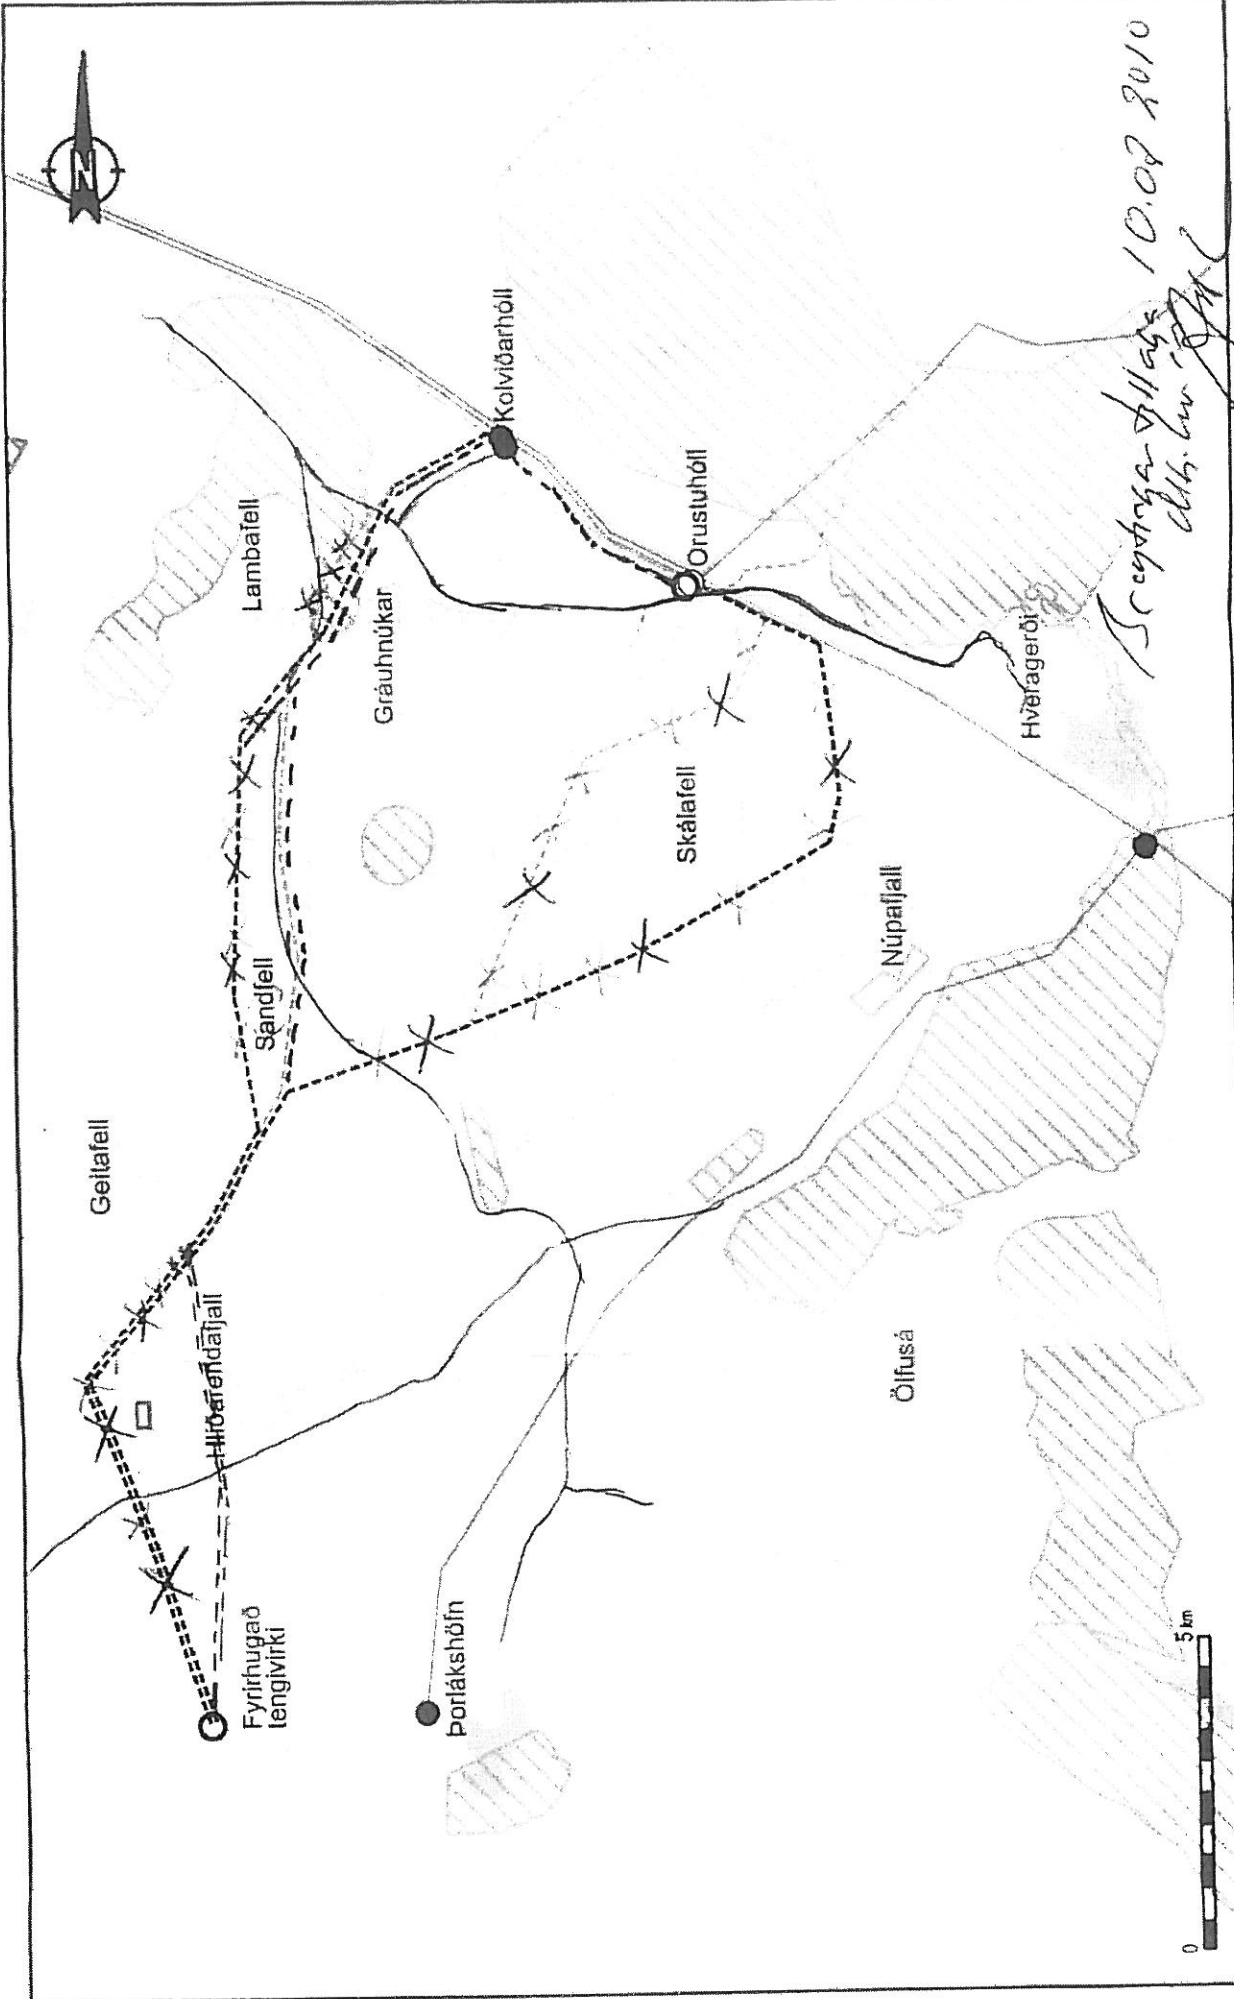 N
Kolviðarhóll
Lambafell
Orustuhóll
Gráuhnúkar
Hveragerði
Skálafell
Núpafjall
Sandfell
Geitafell
Hlíðarendafjall
Ölfusá
Fyrirhugað
tengivirki
Þorlákshöfn
0
5 km
Breytingartillaga 10.08 2010